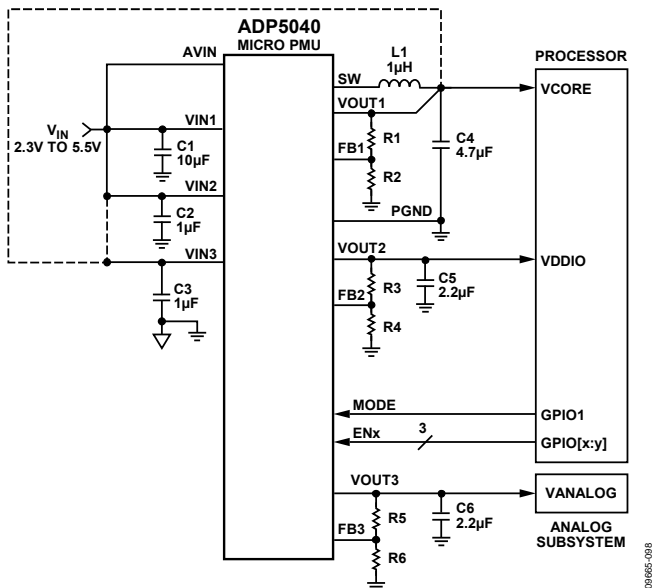 ADP5040
MICRO PMU
AVIN
VIN1
VIN
2.3V TO 5.5V
C1
10µF
VIN2
C2
1µF
VIN3
C3
1µF
SW
L1
1µH
VOUT1
R1
FB1
R2
C4
4.7µF
PGND
VOUT2
R3
FB2
R4
C5
2.2µF
MODE
ENx
3
VOUT3
R5
FB3
R6
C6
2.2µF
PROCESSOR
VCORE
VDDIO
GPIO1
GPIO[x:y]
VANALOG
ANALOG
SUBSYSTEM
09665-098